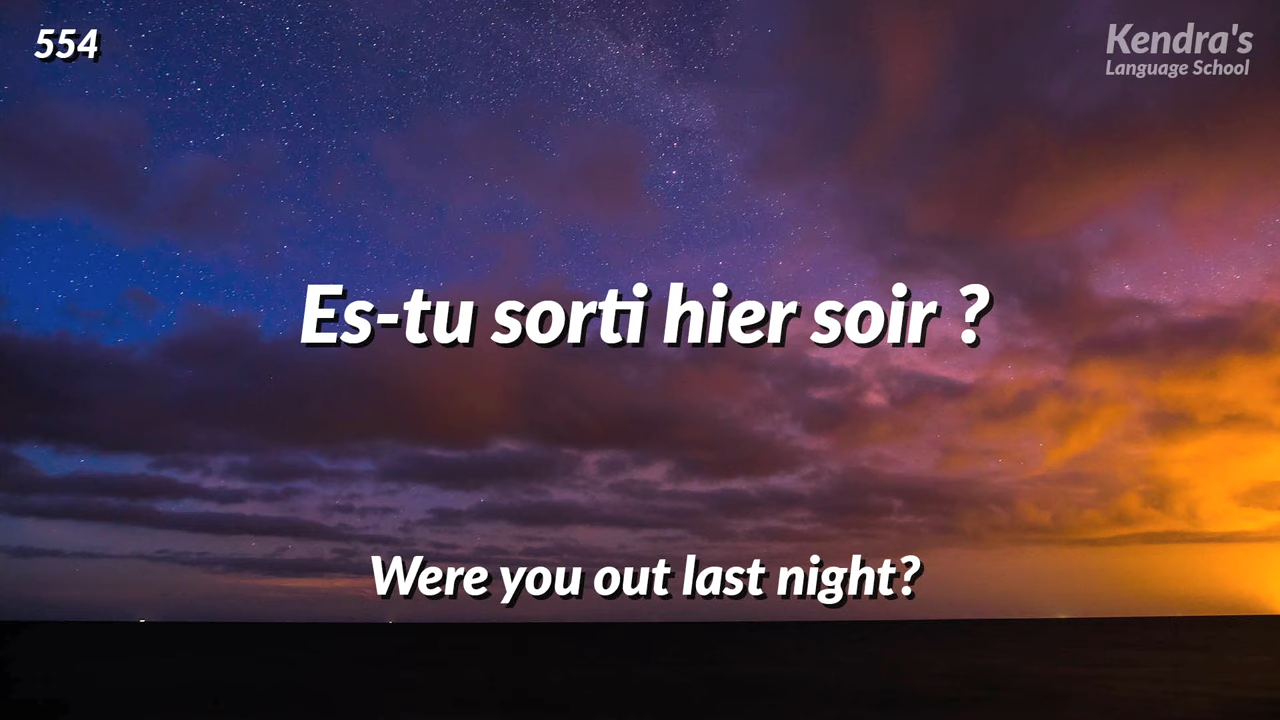 554
Kendra's
Language School
Es-tu sorti hier soir ?
Were you out last night?